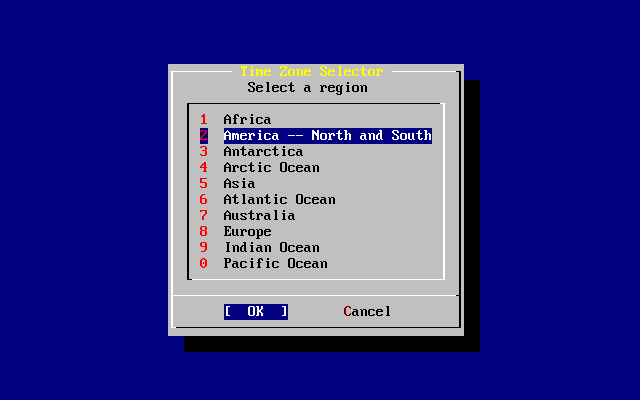 Time Zone Selector
Select a region
1 Africa
2 America -- North and South
3 Antarctica
4 Arctic Ocean
5 Asia
6 Atlantic Ocean
7 Australia
8 Europe
9 Indian Ocean
0 Pacific Ocean
[ OK ] Cancel